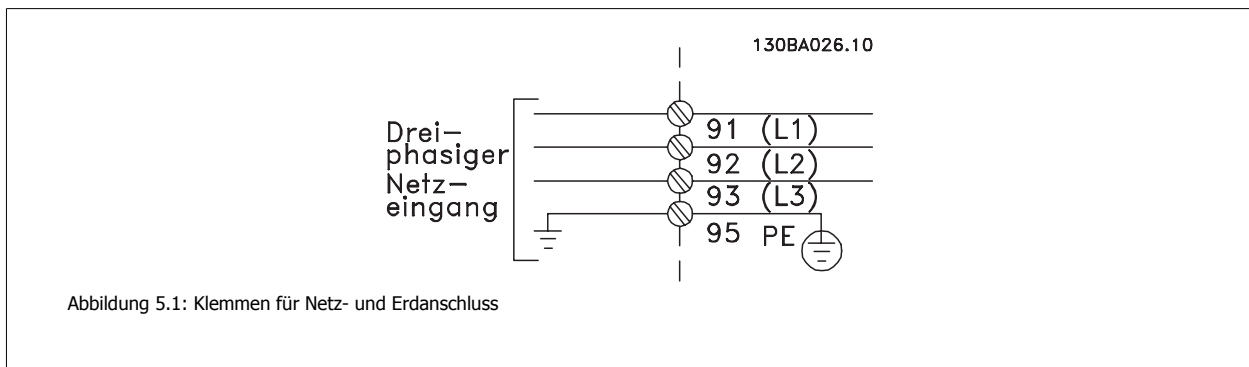 130BA026.10
Drei-
phasiger
Netz-
eingang
91 (L1)
92 (L2)
93 (L3)
95 PE
Abbildung 5.1: Klemmen für Netz- und Erdanschluss